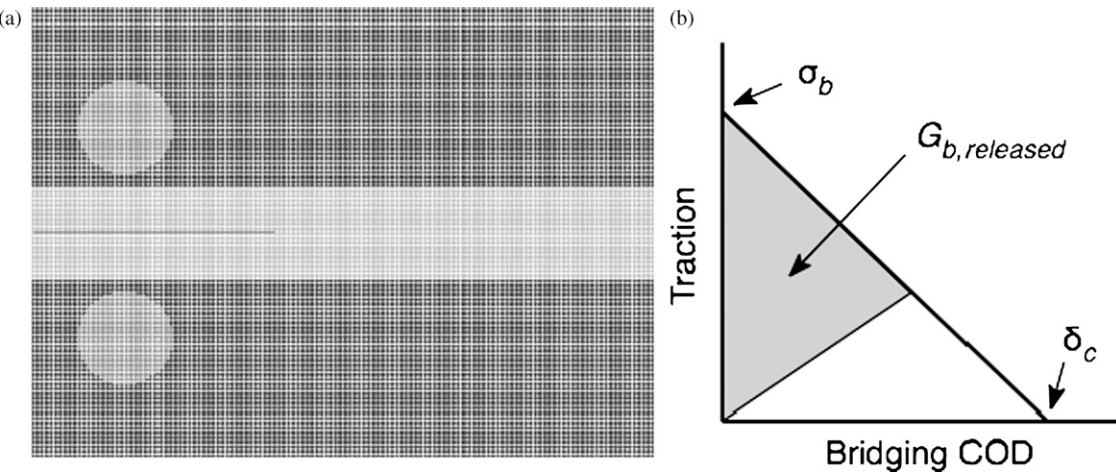 (a)
(b)
σb
Gb,released
Traction
δc
Bridging COD